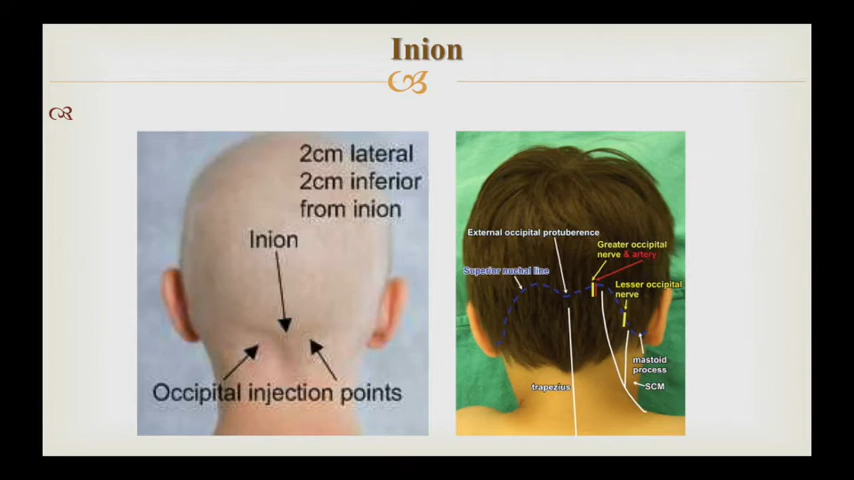 Inion
2cm lateral
2cm inferior
from inion
Inion
Occipital injection points
External occipital protuberence
Greater occipital
nerve & artery
Superior nuchal line
Lesser occipital
nerve
mastoid
process
SCM
trapezius